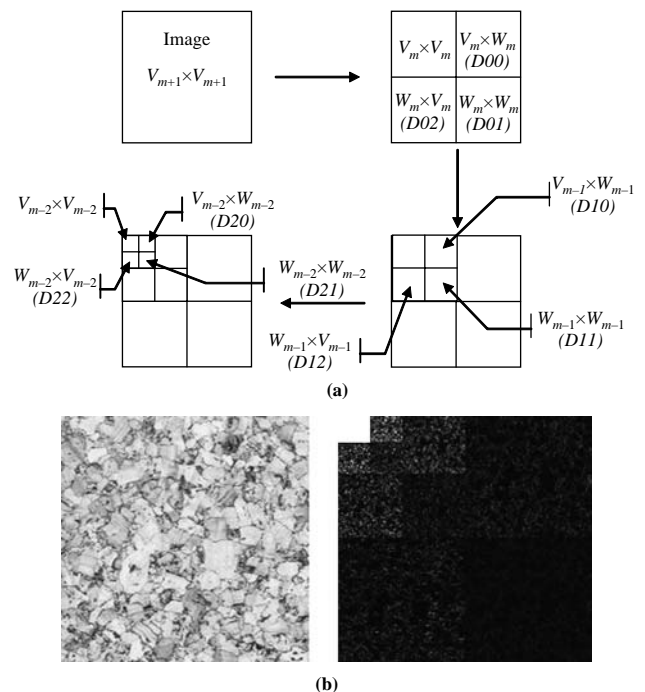 Image
V_{m+1}×V_{m+1}
V_m×V_m
V_m×W_m
(D00)
W_m×V_m
(D02)
W_m×W_m
(D01)
V_{m–2}×V_{m–2}
V_{m–2}×W_{m–2}
(D20)
V_{m–1}×W_{m–1}
(D10)
W_{m–2}×V_{m–2}
(D22)
W_{m–2}×W_{m–2}
(D21)
W_{m–1}×V_{m–1}
(D12)
W_{m–1}×W_{m–1}
(D11)
(a)
(b)